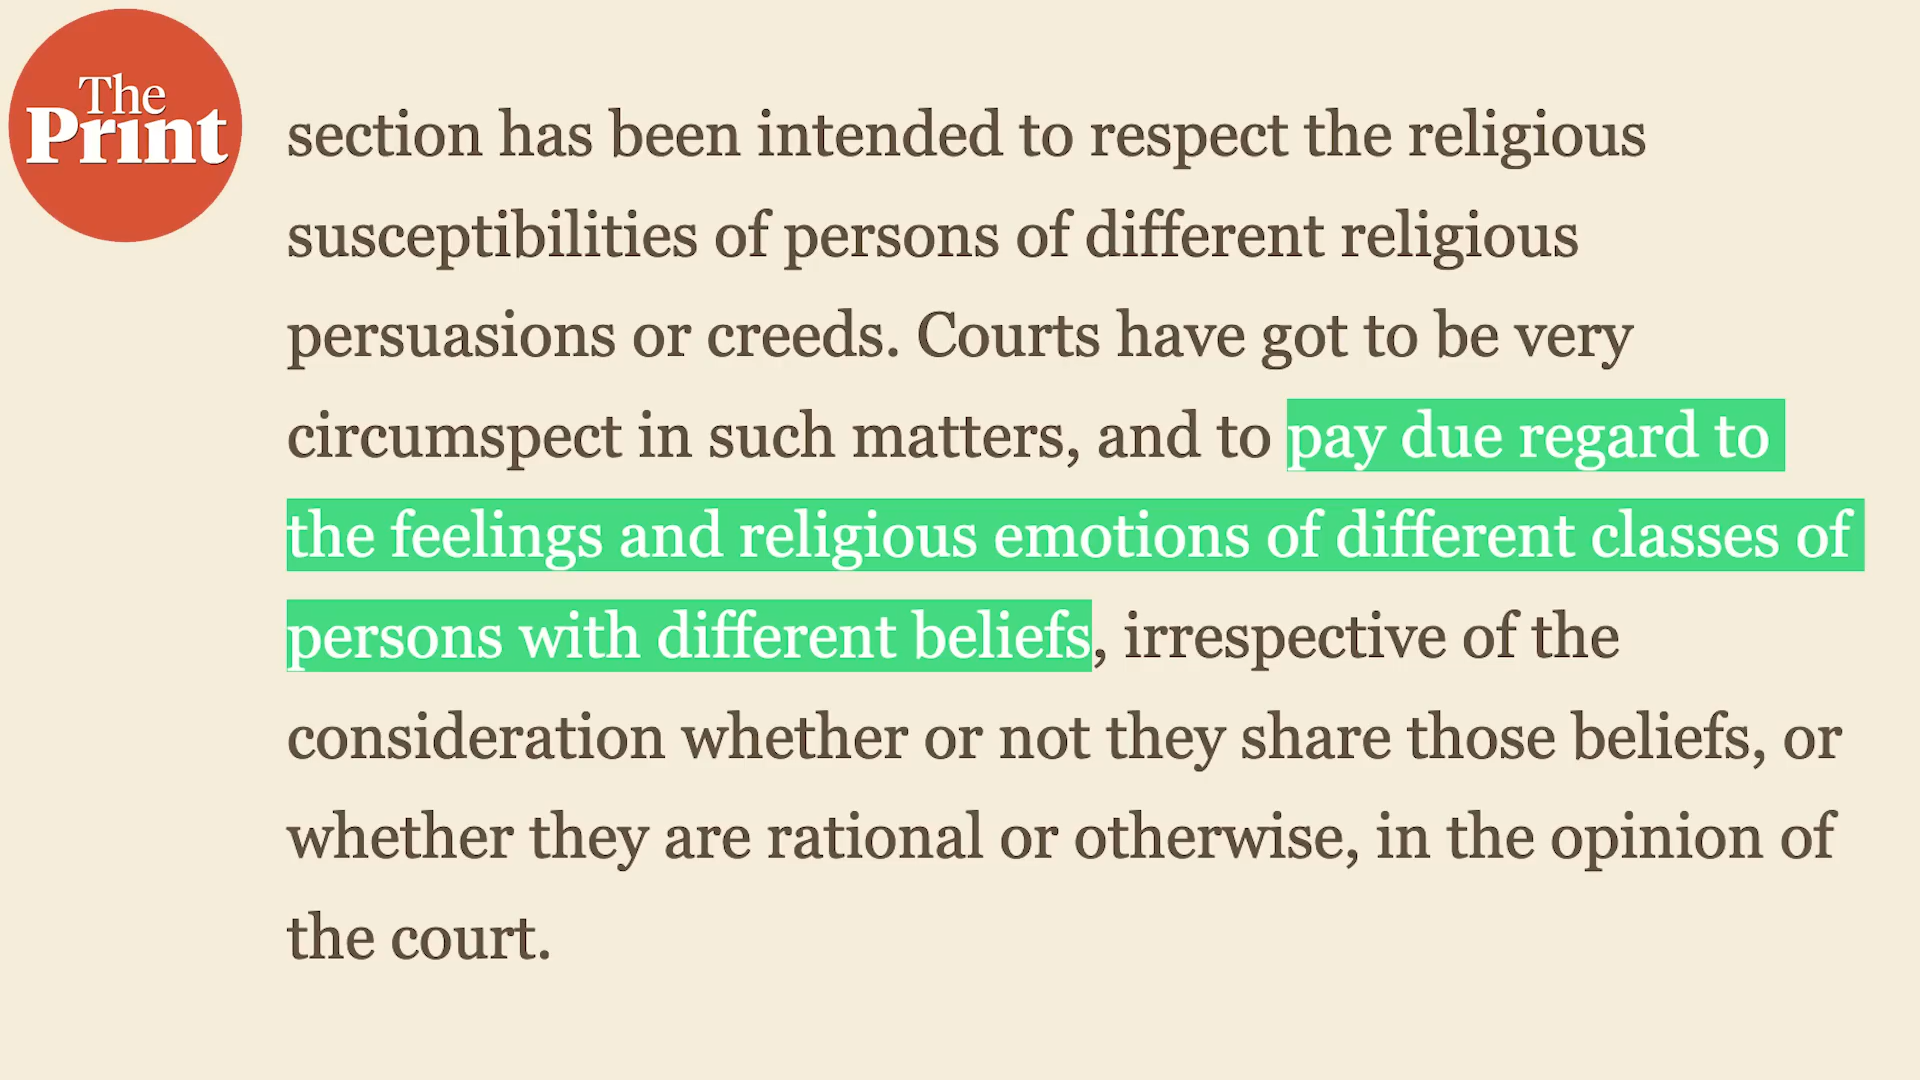 The
Print
section has been intended to respect the religious
susceptibilities of persons of different religious
persuasions or creeds. Courts have got to be very
circumspect in such matters, and to pay due regard to
the feelings and religious emotions of different classes of
persons with different beliefs, irrespective of the
consideration whether or not they share those beliefs, or
whether they are rational or otherwise, in the opinion of
the court.